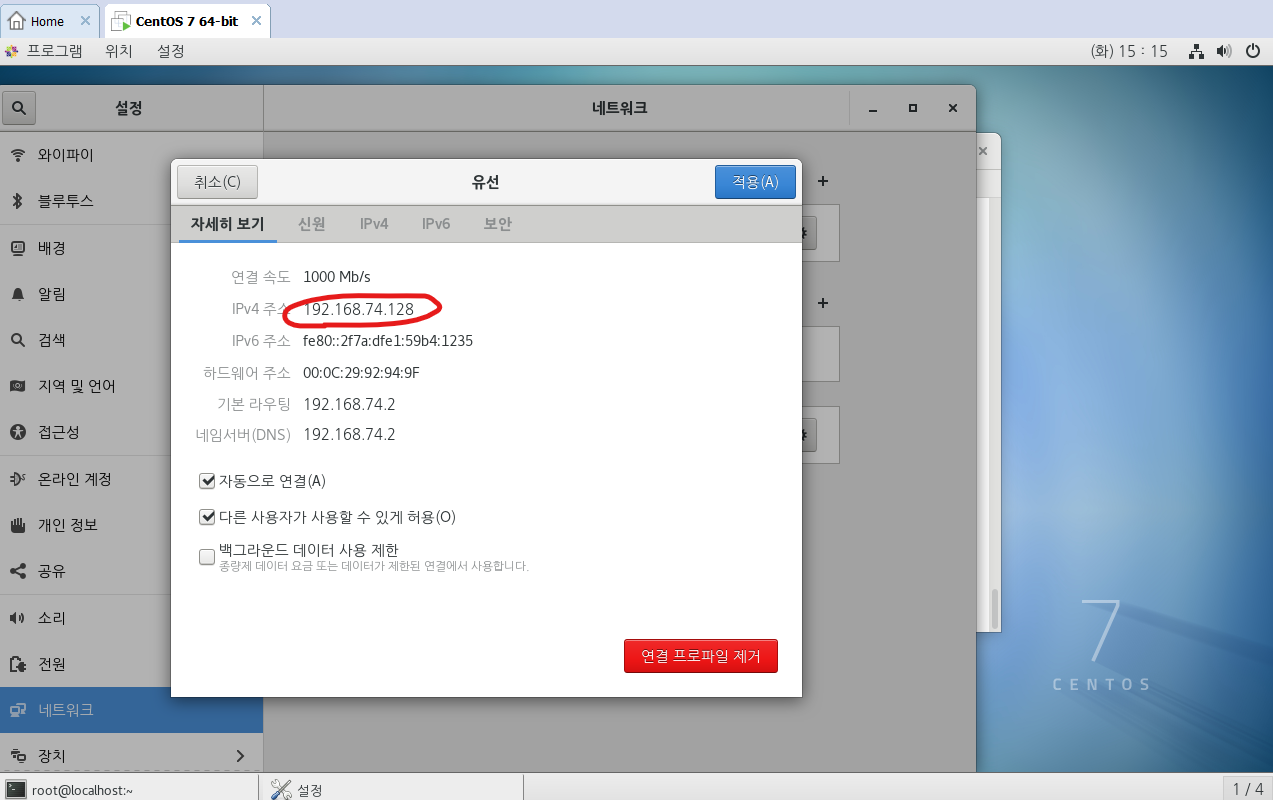 Home
CentOS 7 64-bit
프로그램 위치 설정 (화) 15 : 15
설정
네트워크
와이파이
블루투스
배경
알림
검색
지역 및 언어
접근성
온라인 계정
개인 정보
공유
소리
전원
네트워크
장치
취소(C)
유선
적용(A)
자세히 보기 신원 IPv4 IPv6 보안
연결 속도 1000 Mb/s
IPv4 주소 192.168.74.128
IPv6 주소 fe80::2f7a:dfe1:59b4:1235
하드웨어 주소 00:0C:29:92:94:9F
기본 라우팅 192.168.74.2
네임서버(DNS) 192.168.74.2
자동으로 연결(A)
다른 사용자가 사용할 수 있게 허용(O)
백그라운드 데이터 사용 제한
종량제 데이터 요금 또는 데이터가 제한된 연결에서 사용합니다.
연결 프로파일 제거
7
CENTOS
root@localhost:~
설정
1 / 4